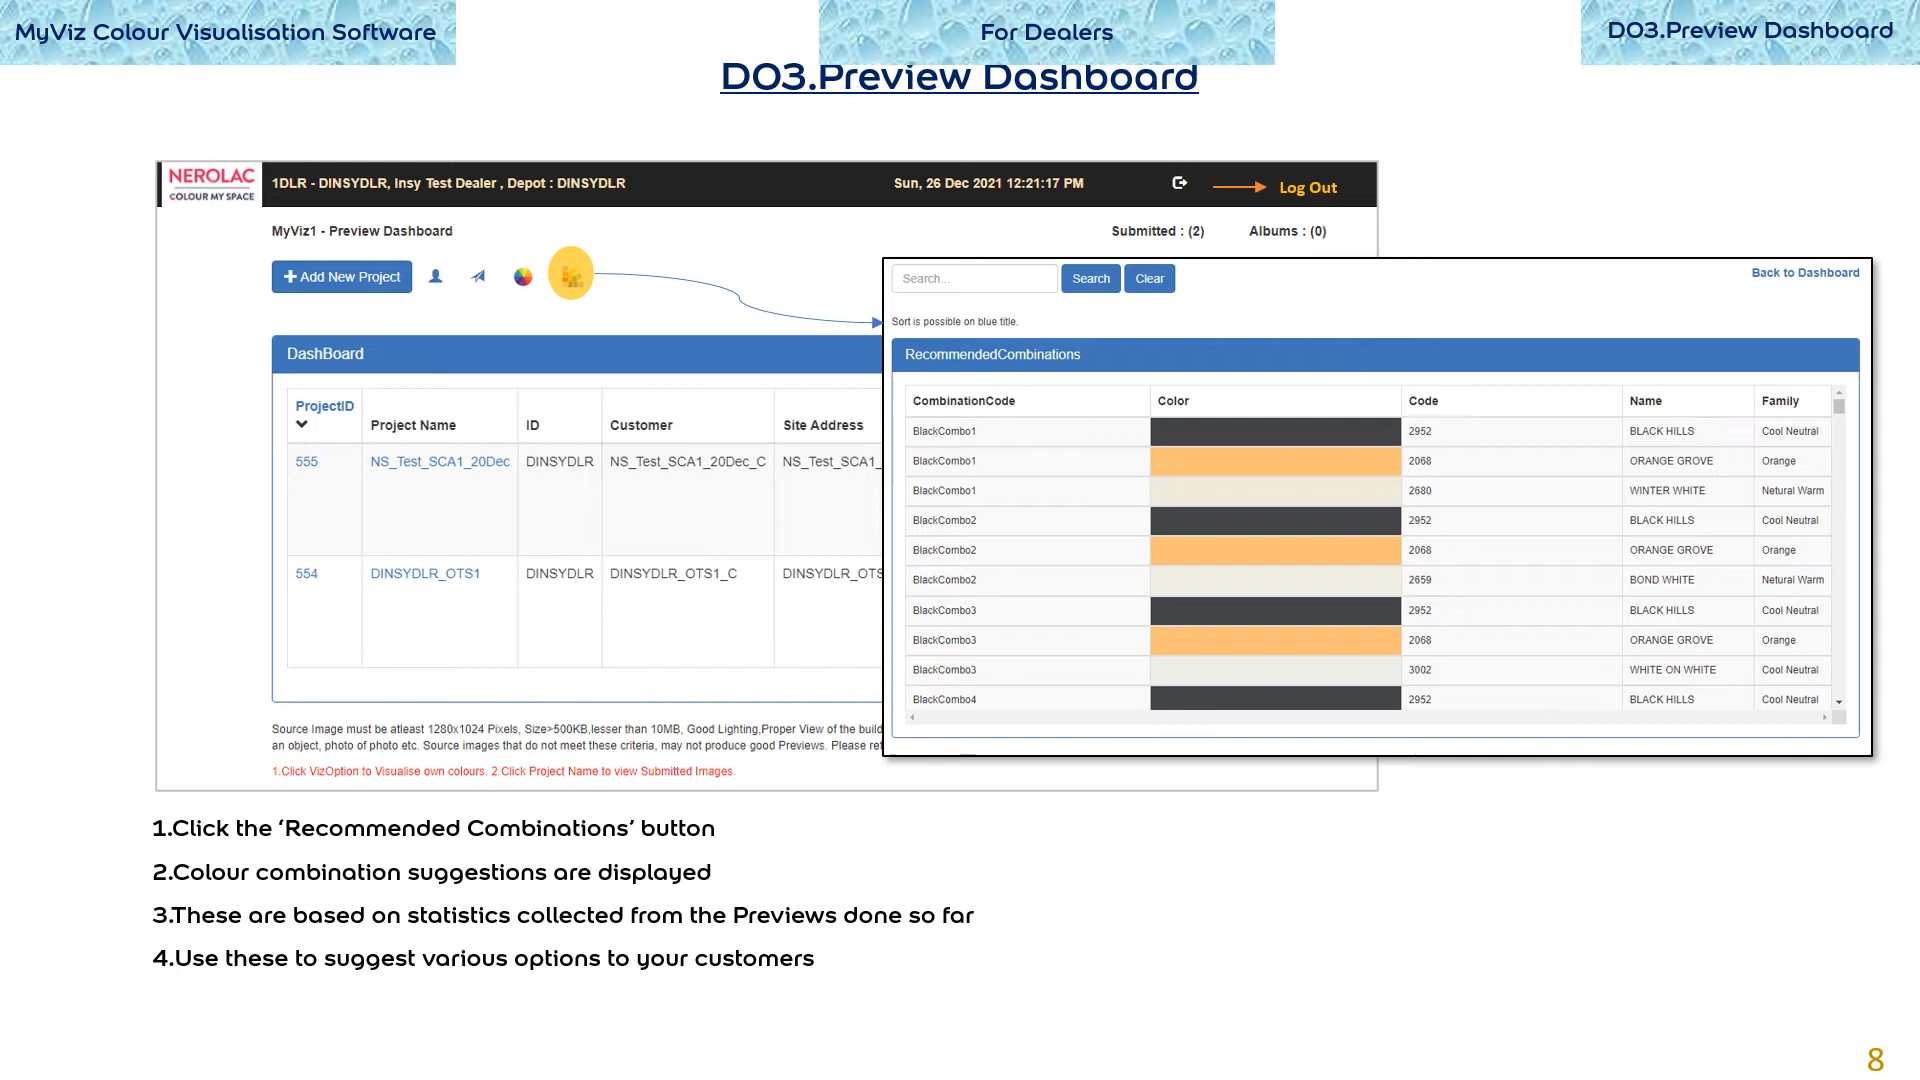 MyViz Colour Visualisation Software
For Dealers
DO3.Preview Dashboard
DO3.Preview Dashboard
NEROLAC
COLOUR MY SPACE
1DLR - DINSYDLR, Insy Test Dealer , Depot : DINSYDLR
Sun, 26 Dec 2021 12:21:17 PM
Log Out
MyViz1 - Preview Dashboard
Submitted : (2)
Albums : (0)
Add New Project
DashBoard
ProjectID Project Name ID Customer Site Address
555 NS_Test_SCA1_20Dec DINSYDLR NS_Test_SCA1_20Dec_C NS_Test_SCA1_
554 DINSYDLR_OTS1 DINSYDLR DINSYDLR_OTS1_C DINSYDLR_OTS
Source Image must be atleast 1280x1024 Pixels, Size>500KB,lesser than 10MB, Good Lighting,Proper View of the build
an object, photo of photo etc. Source images that do not meet these criteria, may not produce good Previews. Please ref
1.Click VizOption to Visualise own colours. 2.Click Project Name to view Submitted Images.
Search... Search Clear
Back to Dashboard
Sort is possible on blue title.
RecommendedCombinations
CombinationCode Color Code Name Family
BlackCombo1 2952 BLACK HILLS Cool Neutral
BlackCombo1 2068 ORANGE GROVE Orange
BlackCombo1 2680 WINTER WHITE Netural Warm
BlackCombo2 2952 BLACK HILLS Cool Neutral
BlackCombo2 2068 ORANGE GROVE Orange
BlackCombo2 2659 BOND WHITE Netural Warm
BlackCombo3 2952 BLACK HILLS Cool Neutral
BlackCombo3 2068 ORANGE GROVE Orange
BlackCombo3 3002 WHITE ON WHITE Cool Neutral
BlackCombo4 2952 BLACK HILLS Cool Neutral
1.Click the ‘Recommended Combinations’ button
2.Colour combination suggestions are displayed
3.These are based on statistics collected from the Previews done so far
4.Use these to suggest various options to your customers
8